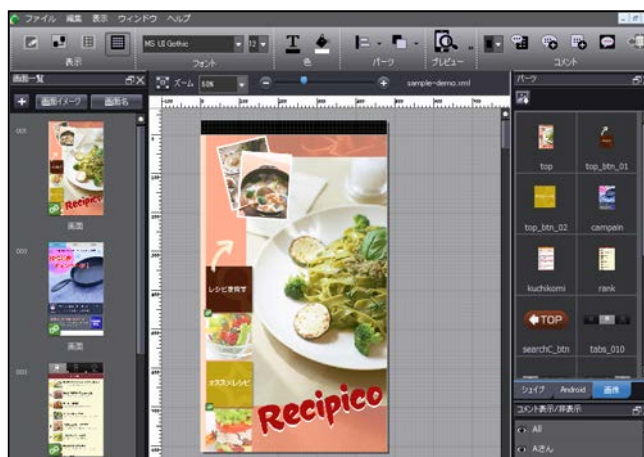 ファイル 編集 表示 ウィンドウ ヘルプ
MS UI Gothic 12
表示 フォント 色 パーツ プレビュー コメント
画面一覧
ズーム 50% sample-demo.xml
パーツ
画面イメージ 画面名
Recipico
画面
画面
レシピを探す
オススメレシピ
Recipico
top top_btn_01
top_btn_02 campain
kuchikomi rank
TOP
searchC_btn tabs_010
シェイプ Android 画像
コメント表示/非表示
All
Aさん